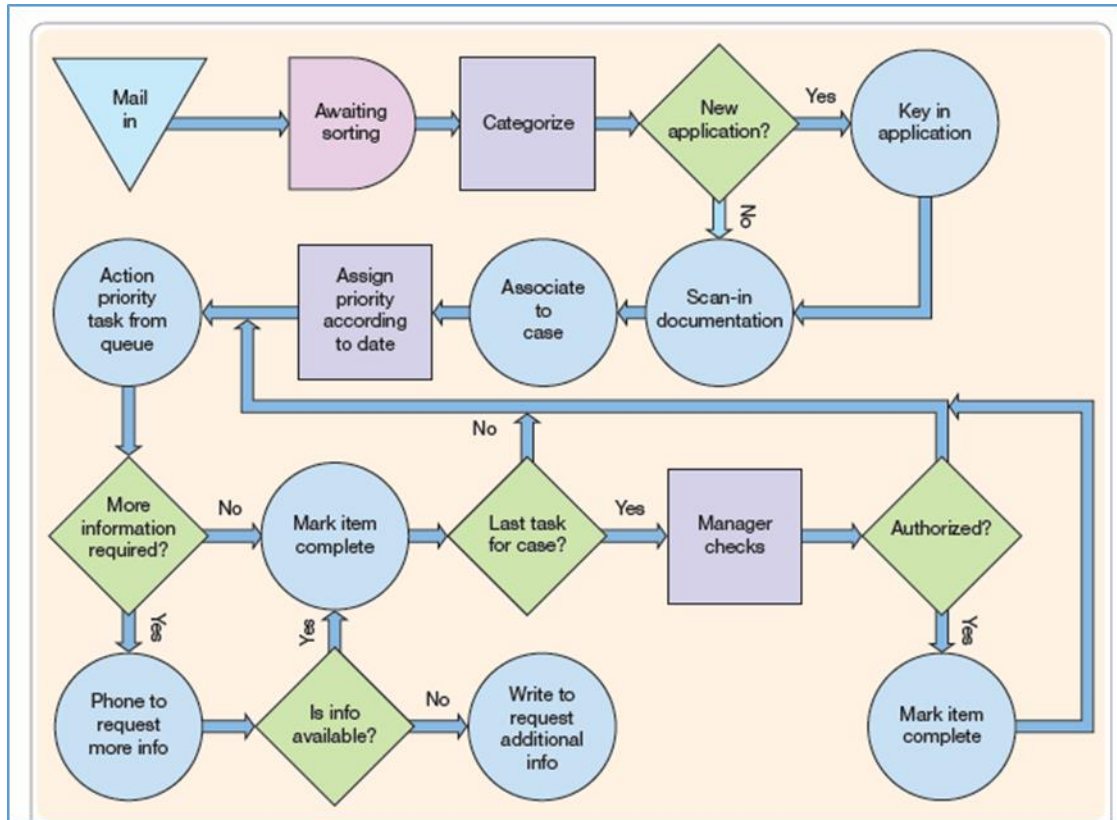 Mail
in
Awaiting
sorting
Categorize
New
application?
Yes
Key in
application
No
Action
priority
task from
queue
Assign
priority
according
to date
Associate
to
case
Scan-in
documentation
No
More
information
required?
No
Mark item
complete
Last task
for case?
Yes
Manager
checks
Authorized?
Yes
Yes
Yes
Phone to
request
more info
Is info
available?
No
Write to
request
additional
info
Mark item
complete